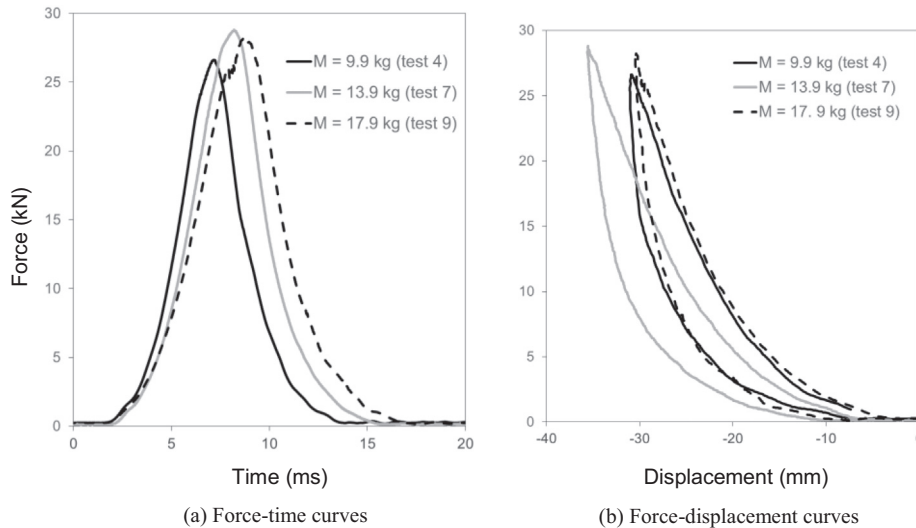 30
25
20
15
10
5
0
Force (kN)
M = 9.9 kg (test 4)
M = 13.9 kg (test 7)
M = 17.9 kg (test 9)
0 5 10 15 20
Time (ms)
(a) Force-time curves
30
25
20
15
10
5
0
M = 9.9 kg (test 4)
M = 13.9 kg (test 7)
M = 17. 9 kg (test 9)
-40 -30 -20 -10
Displacement (mm)
(b) Force-displacement curves